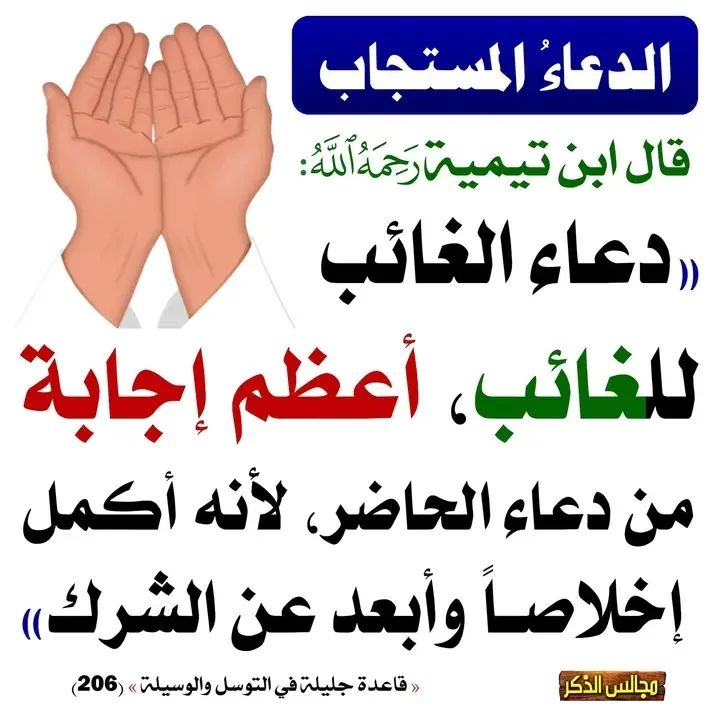 الدعاءُ المستجاب
قال ابن تيمية رَحِمَهُ ٱللَّهُ:
(( دعاء الغائب
للغائب، أعظم إجابة
من دعاء الحاضر، لأنه أكمل
إخلاصاً وأبعد عن الشرك ))
« قاعدة جليلة في التوسل والوسيلة » (206)
مجالس الذكر